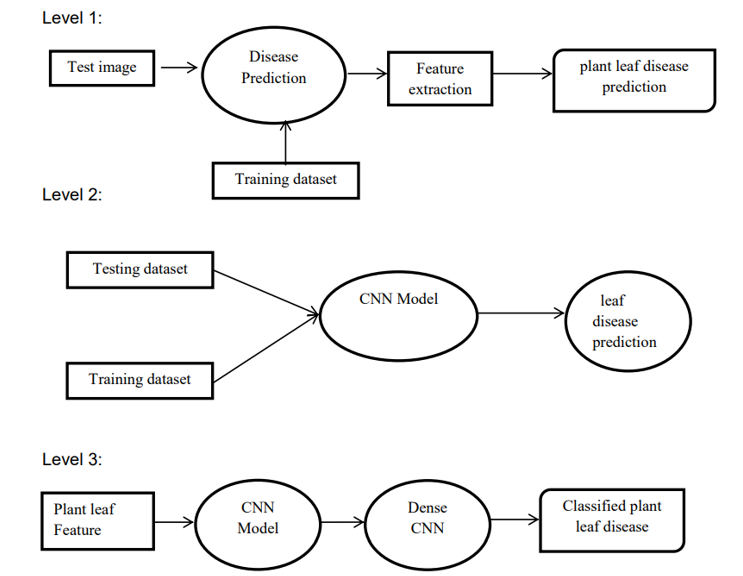 Level 1:
Test image
Disease
Prediction
Feature
extraction
plant leaf disease
prediction
Training dataset
Level 2:
Testing dataset
CNN Model
leaf
disease
prediction
Training dataset
Level 3:
Plant leaf
Feature
CNN
Model
Dense
CNN
Classified plant
leaf disease